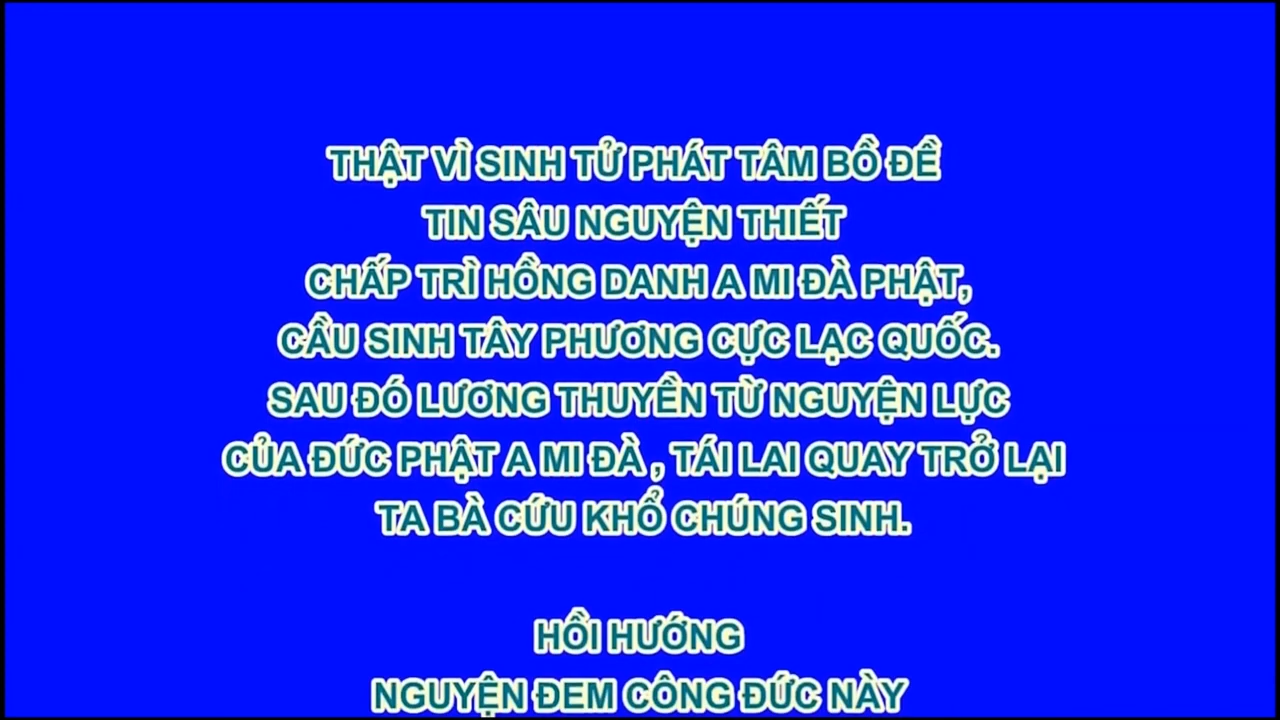 THẬT VÌ SINH TỬ PHÁT TÂM BỒ ĐỀ
TIN SÂU NGUYỆN THIẾT
CHẤP TRÌ HỒNG DANH A MI ĐÀ PHẬT,
CẦU SINH TÂY PHƯƠNG CỰC LẠC QUỐC.
SAU ĐÓ LƯƠNG THUYỀN TỪ NGUYỆN LỰC
CỦA ĐỨC PHẬT A MI ĐÀ , TÁI LAI QUAY TRỞ LẠI
TA BÀ CỨU KHỔ CHÚNG SINH.
HỒI HƯỚNG
NGUYỆN ĐEM CÔNG ĐỨC NÀY